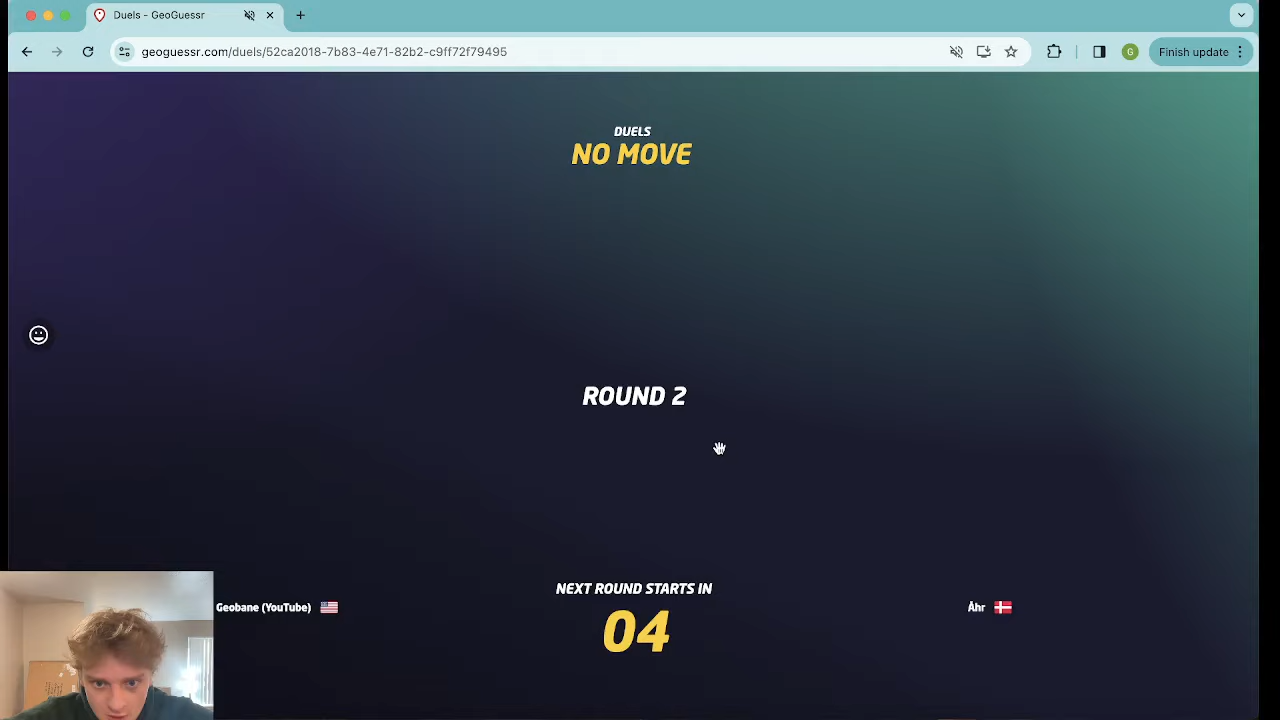 Duels - GeoGuessr
geoguessr.com/duels/52ca2018-7b83-4e71-82b2-c9ff72f79495
G
Finish update
DUELS
NO MOVE
ROUND 2
NEXT ROUND STARTS IN
04
Geobane (YouTube)
Åhr